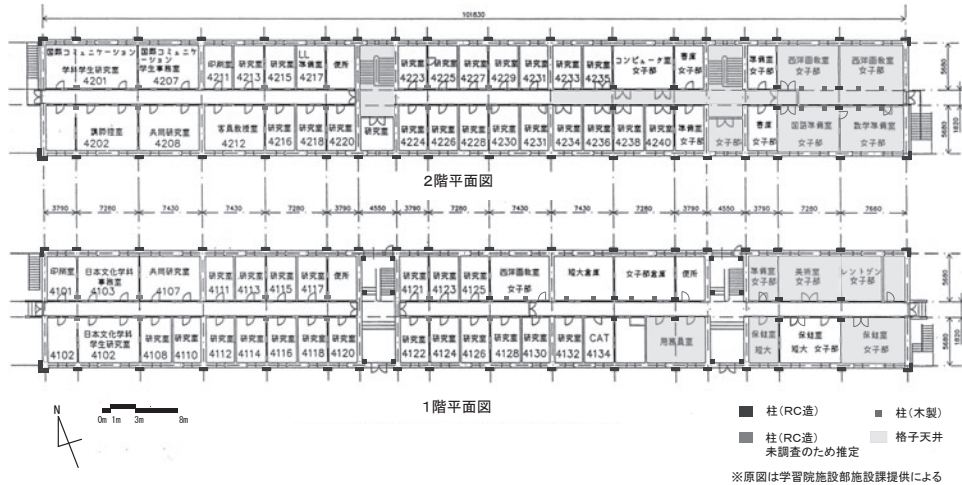 101830
国際コミュニケーション
学科学生研究室
4201
国際コミュニケ
ーション
学生事務室
4207
印刷室
4211
研究室
4213
研究室
4215
LL
準備室
4217
便所
研究室
4223
研究室
4225
研究室
4227
研究室
4229
研究室
4231
研究室
4233
研究室
4235
コンピュータ室
女子部
書庫
女子部
準備室
女子部
西洋画教室
女子部
西洋画教室
女子部
講師控室
4202
共同研究室
4208
客員教授室
4212
研究室
4216
研究室
4218
研究室
4220
研究室
研究室
4224
研究室
4226
研究室
4228
研究室
4230
研究室
4231
研究室
4234
研究室
4236
研究室
4238
研究室
4240
準備室
女子部
女子部
書庫
女子部
国語準備室
女子部
数学準備室
女子部
5680
5680
1820
2階平面図
3790 7280 7430 7430 7280 3790 4550 3790 7280 7430 7430 7280 3790 4550 3790 7280 7660
印刷室
4101
日本文化学科
事務室
4103
共同研究室
4107
研究室
4111
研究室
4113
研究室
4115
研究室
4117
便所
研究室
4121
研究室
4123
研究室
4125
西洋画教室
女子部
短大倉庫
女子部倉庫
便所
準備室
女子部
美術室
女子部
レントゲン
女子部
4102
日本文化学科
学生研究室
4102
研究室
4108
研究室
4110
研究室
4112
研究室
4114
研究室
4116
研究室
4118
研究室
4120
研究室
4122
研究室
4124
研究室
4126
研究室
4128
研究室
4130
研究室
4132
CAT
4134
用務員室
保健室
短大
保健室
短大 女子部
保健室
女子部
5680
5680
1820
1階平面図
N
0m 1m 3m 8m
柱(RC造)
柱(木製)
柱(RC造)
未調査のため推定
格子天井
※原図は学習院施設部施設課提供による